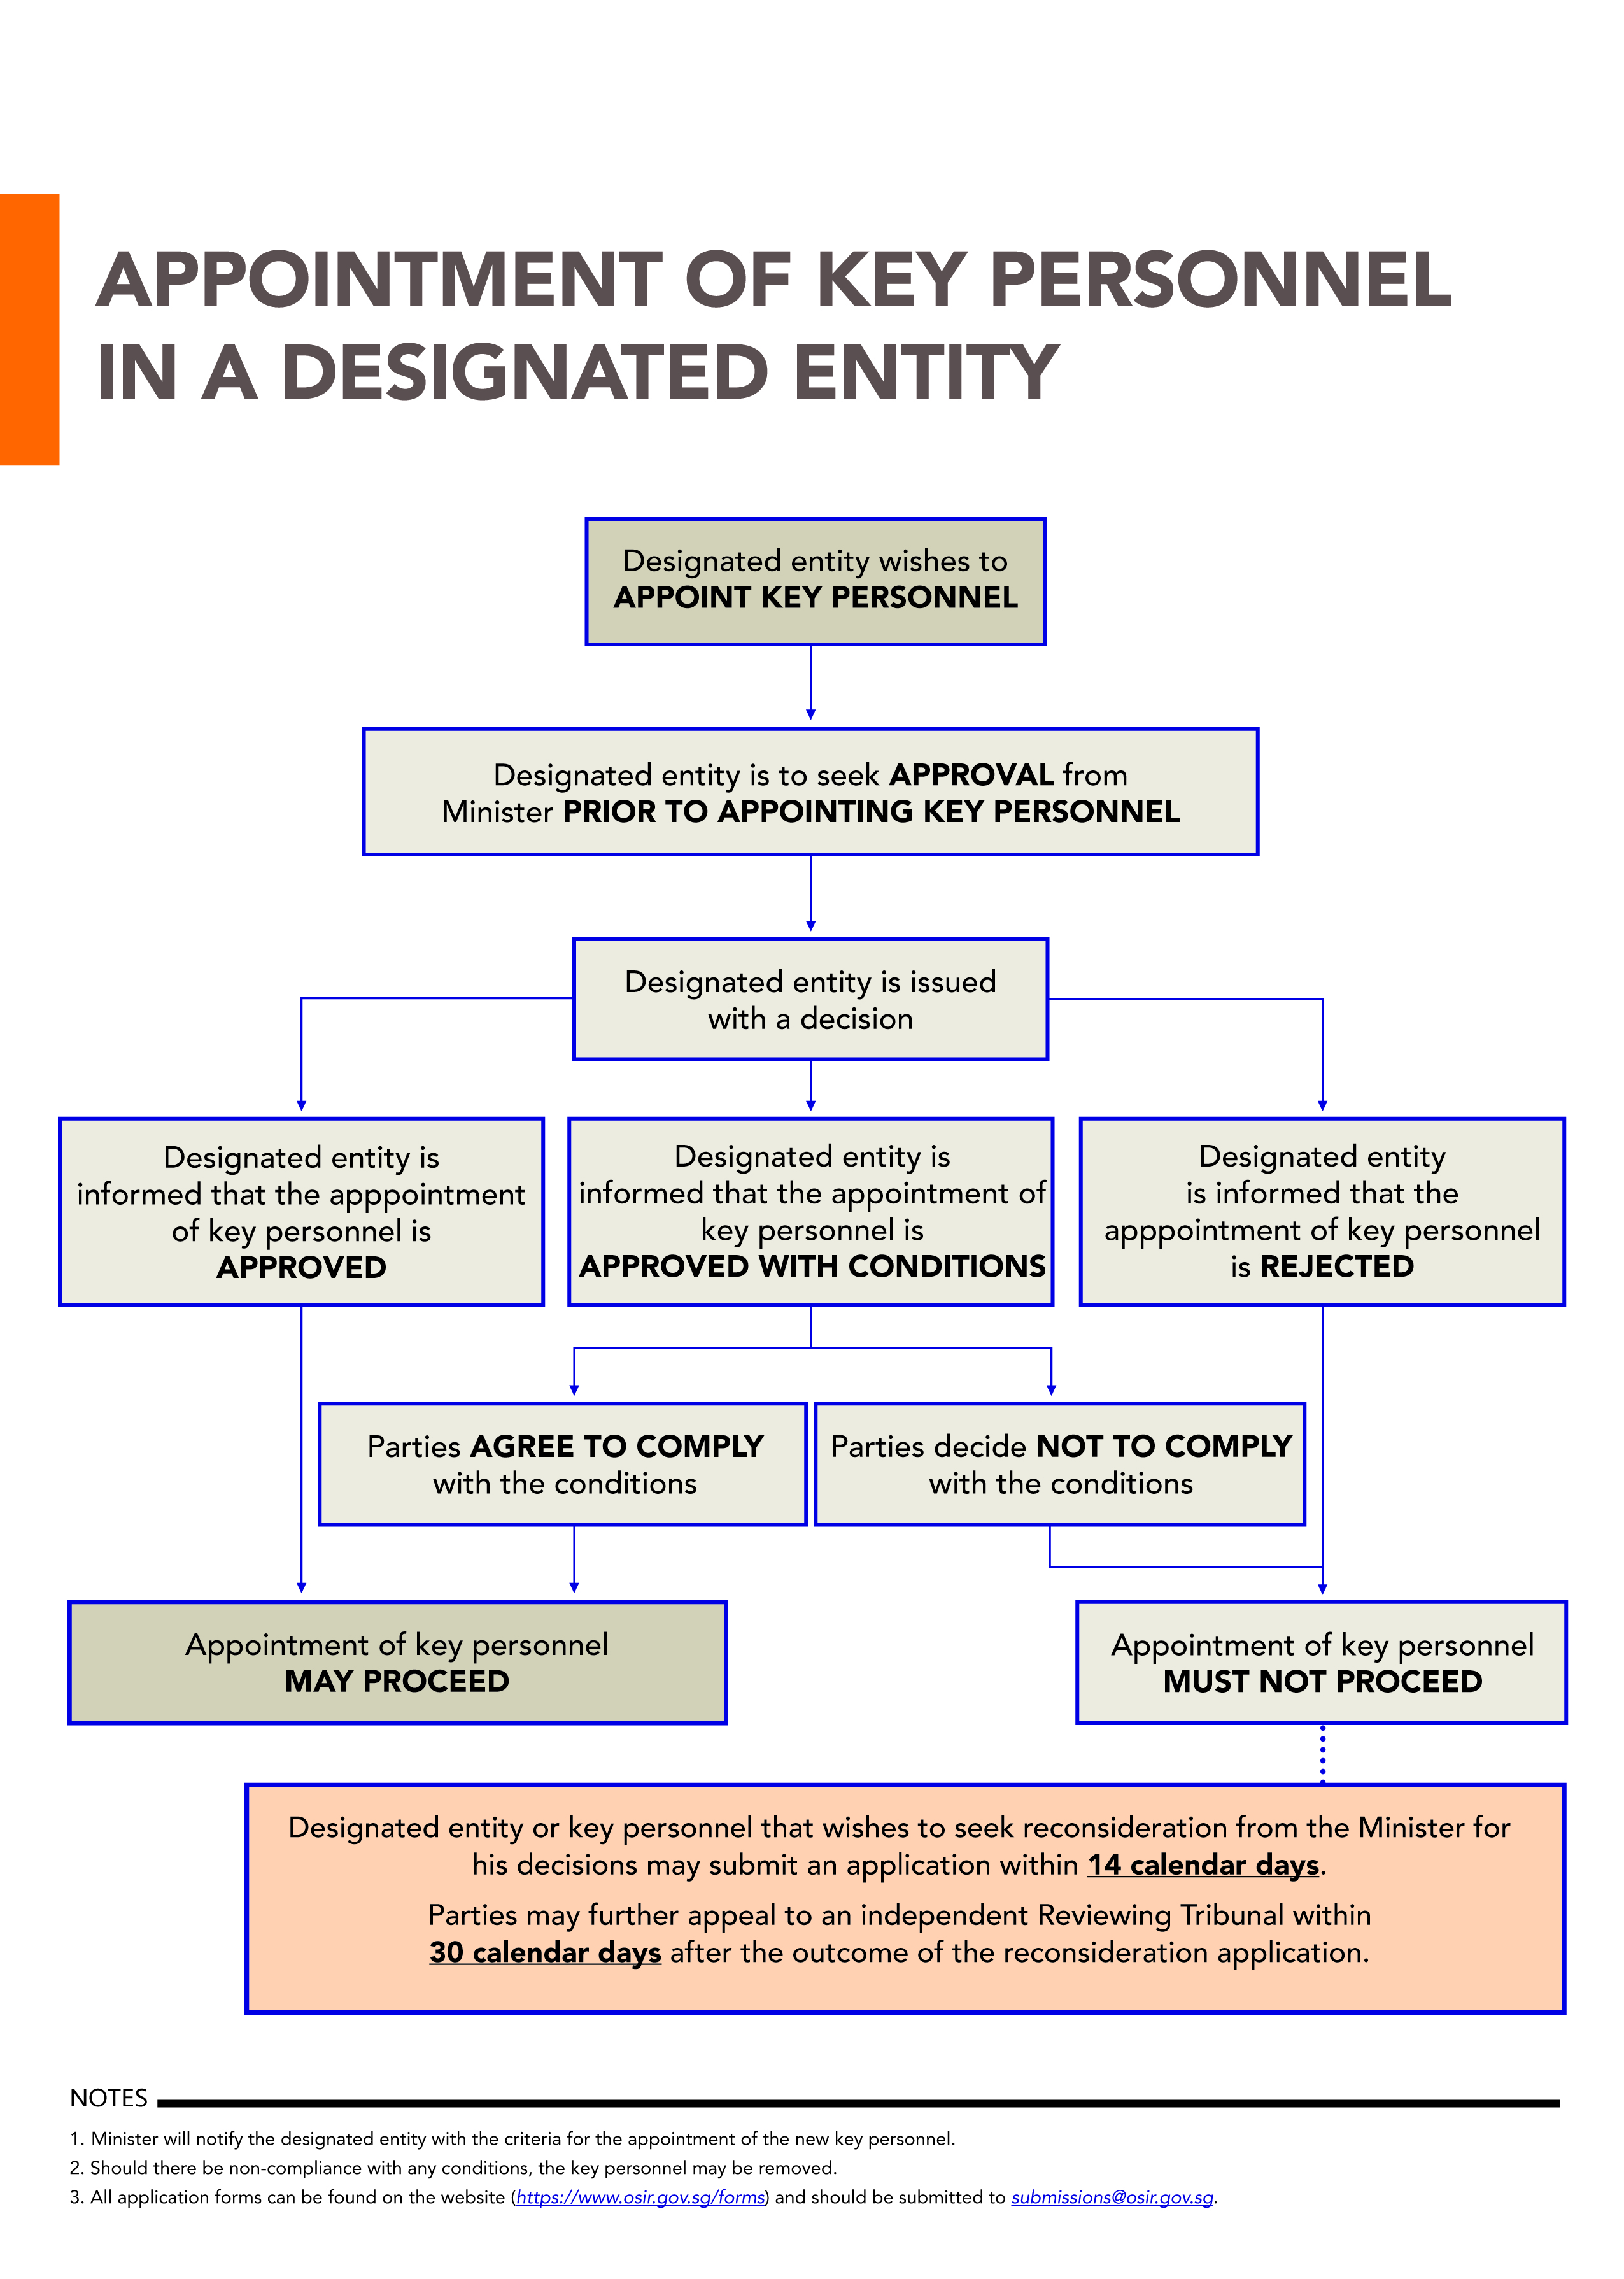 APPOINTMENT OF KEY PERSONNEL
IN A DESIGNATED ENTITY
Designated entity wishes to
APPOINT KEY PERSONNEL
Designated entity is to seek APPROVAL from
Minister PRIOR TO APPOINTING KEY PERSONNEL
Designated entity is issued
with a decision
Designated entity is
informed that the apppointment
of key personnel is
APPROVED
Designated entity is
informed that the appointment of
key personnel is
APPROVED WITH CONDITIONS
Designated entity
is informed that the
apppointment of key personnel
is REJECTED
Parties AGREE TO COMPLY
with the conditions
Parties decide NOT TO COMPLY
with the conditions
Appointment of key personnel
MAY PROCEED
Appointment of key personnel
MUST NOT PROCEED
Designated entity or key personnel that wishes to seek reconsideration from the Minister for
his decisions may submit an application within 14 calendar days.
Parties may further appeal to an independent Reviewing Tribunal within
30 calendar days after the outcome of the reconsideration application.
NOTES
1. Minister will notify the designated entity with the criteria for the appointment of the new key personnel.
2. Should there be non-compliance with any conditions, the key personnel may be removed.
3. All application forms can be found on the website (https://www.osir.gov.sg/forms) and should be submitted to submissions@osir.gov.sg.